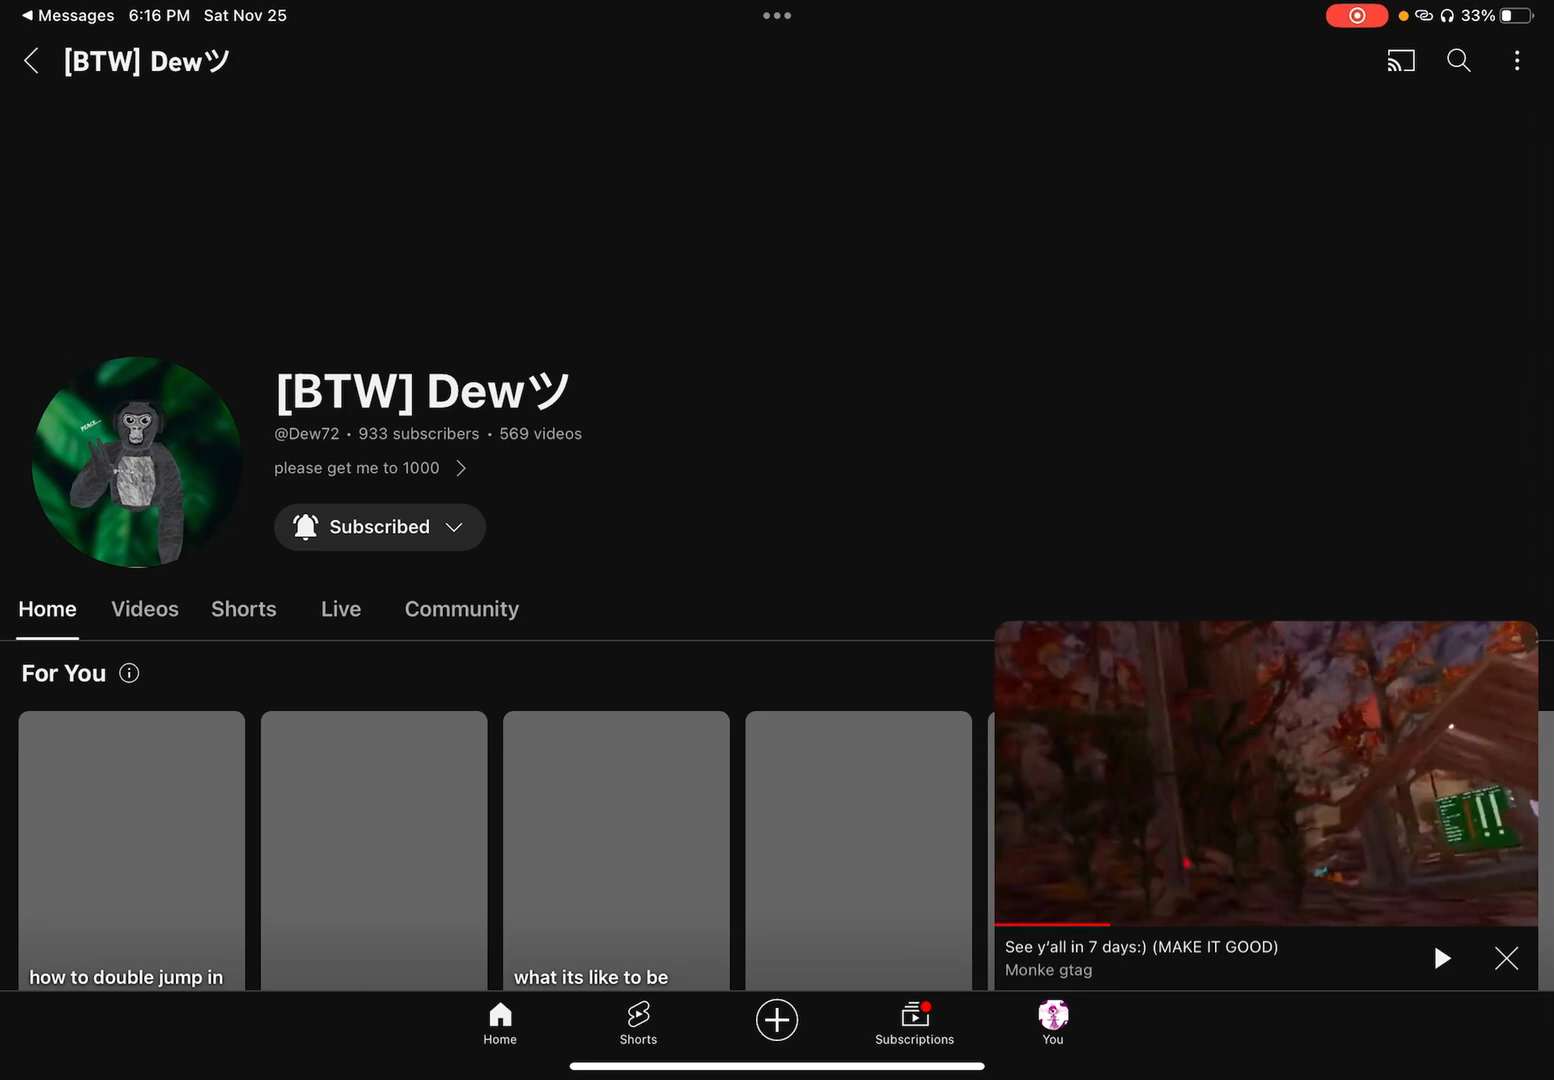 Messages 6:16 PM Sat Nov 25
33%
[BTW] Dewツ
[BTW] Dewツ
@Dew72 • 933 subscribers • 569 videos
please get me to 1000
Subscribed
Home Videos Shorts Live Community
For You
PEACE...
how to double jump in
what its like to be
See y'all in 7 days:) (MAKE IT GOOD)
Monke gtag
Home Shorts Subscriptions You